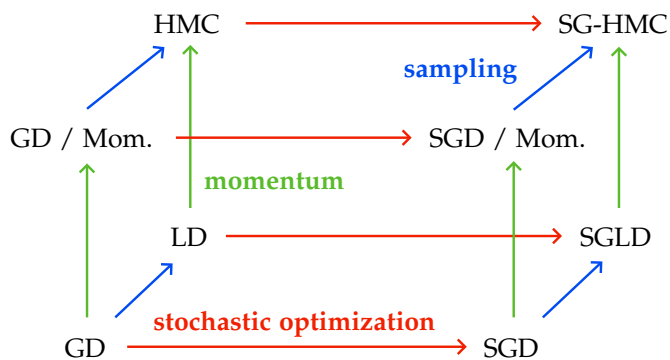 HMC
SG-HMC
sampling
GD / Mom.
SGD / Mom.
momentum
LD
SGLD
stochastic optimization
GD
SGD